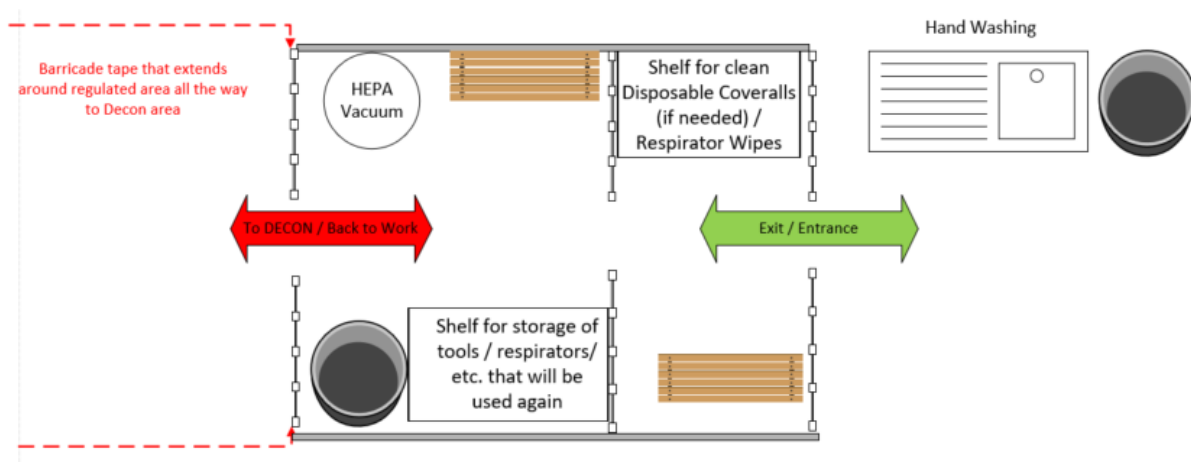 Hand Washing
Barricade tape that extends
around regulated area all the way
to Decon area
HEPA
Vacuum
Shelf for clean
Disposable Coveralls
(if needed) /
Respirator Wipes
To DECON / Back to Work
Exit / Entrance
Shelf for storage of
tools / respirators/
etc. that will be
used again